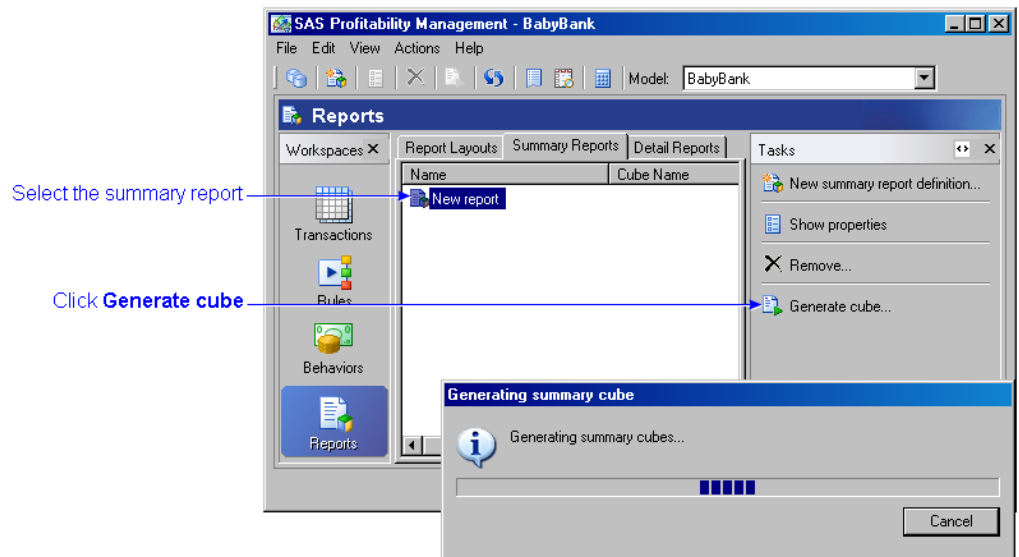 SAS Profitability Management - BabyBank
File Edit View Actions Help
Model: BabyBank
Reports
Workspaces
Report Layouts Summary Reports Detail Reports
Tasks
Name Cube Name
New summary report definition...
Select the summary report
New report
Show properties
Transactions
Remove...
Click Generate cube
Rules
Generate cube...
Behaviors
Generating summary cube
Generating summary cubes...
Reports
Cancel